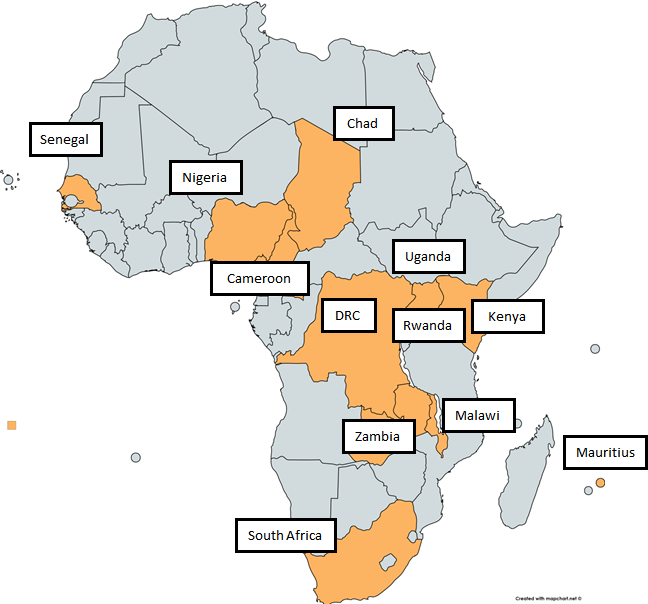 Chad
Senegal
Nigeria
Uganda
Cameroon
DRC
Rwanda
Kenya
Malawi
Zambia
Mauritius
South Africa
Created with mapchart.net ©